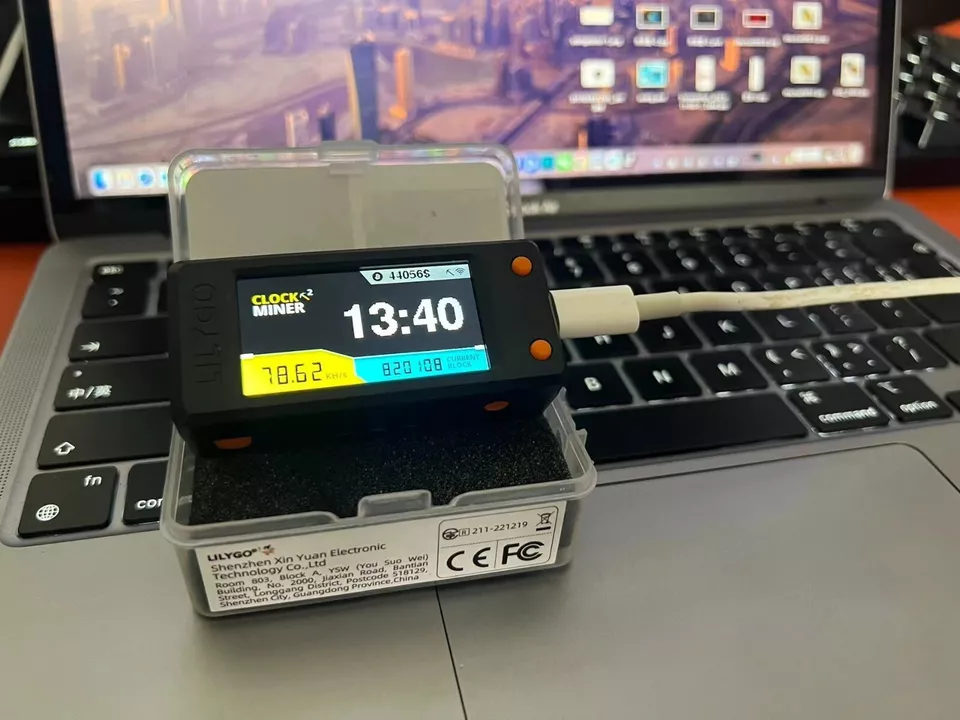 44056$
CLOCK
MINER 2
13:40
78.62 KH/s
820108 CURRENT
BLOCK
中/英
fn
B
N
M
K
command
option
LILYGO®
R 211-221219
Shenzhen Xin Yuan Electronic
Technology Co.,Ltd
Room 803, Block A, YSW (You Suo Wei)
Building, No. 2000, Jiaxian Road, Bantian
Street, Longgang District, Postcode 518129,
Shenzhen City, Guangdong Province,China
CE FC